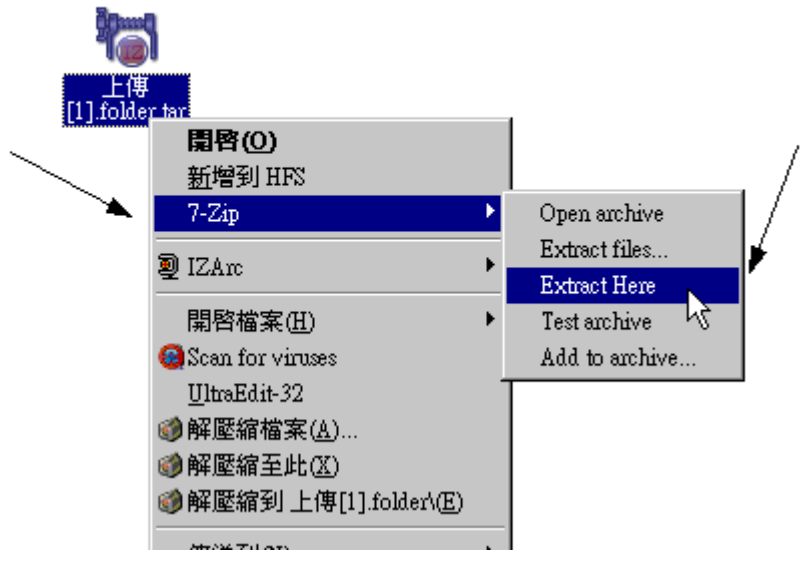 IZ
上傳
[1].folder.tar
開啓(O)
新增到 HFS
7-Zip
IZArc
開啓檔案(H)
Scan for viruses
UltraEdit-32
解壓縮檔案(A)...
解壓縮至此(X)
解壓縮到 上傳[1].folder\(E)
Open archive
Extract files...
Extract Here
Test archive
Add to archive...